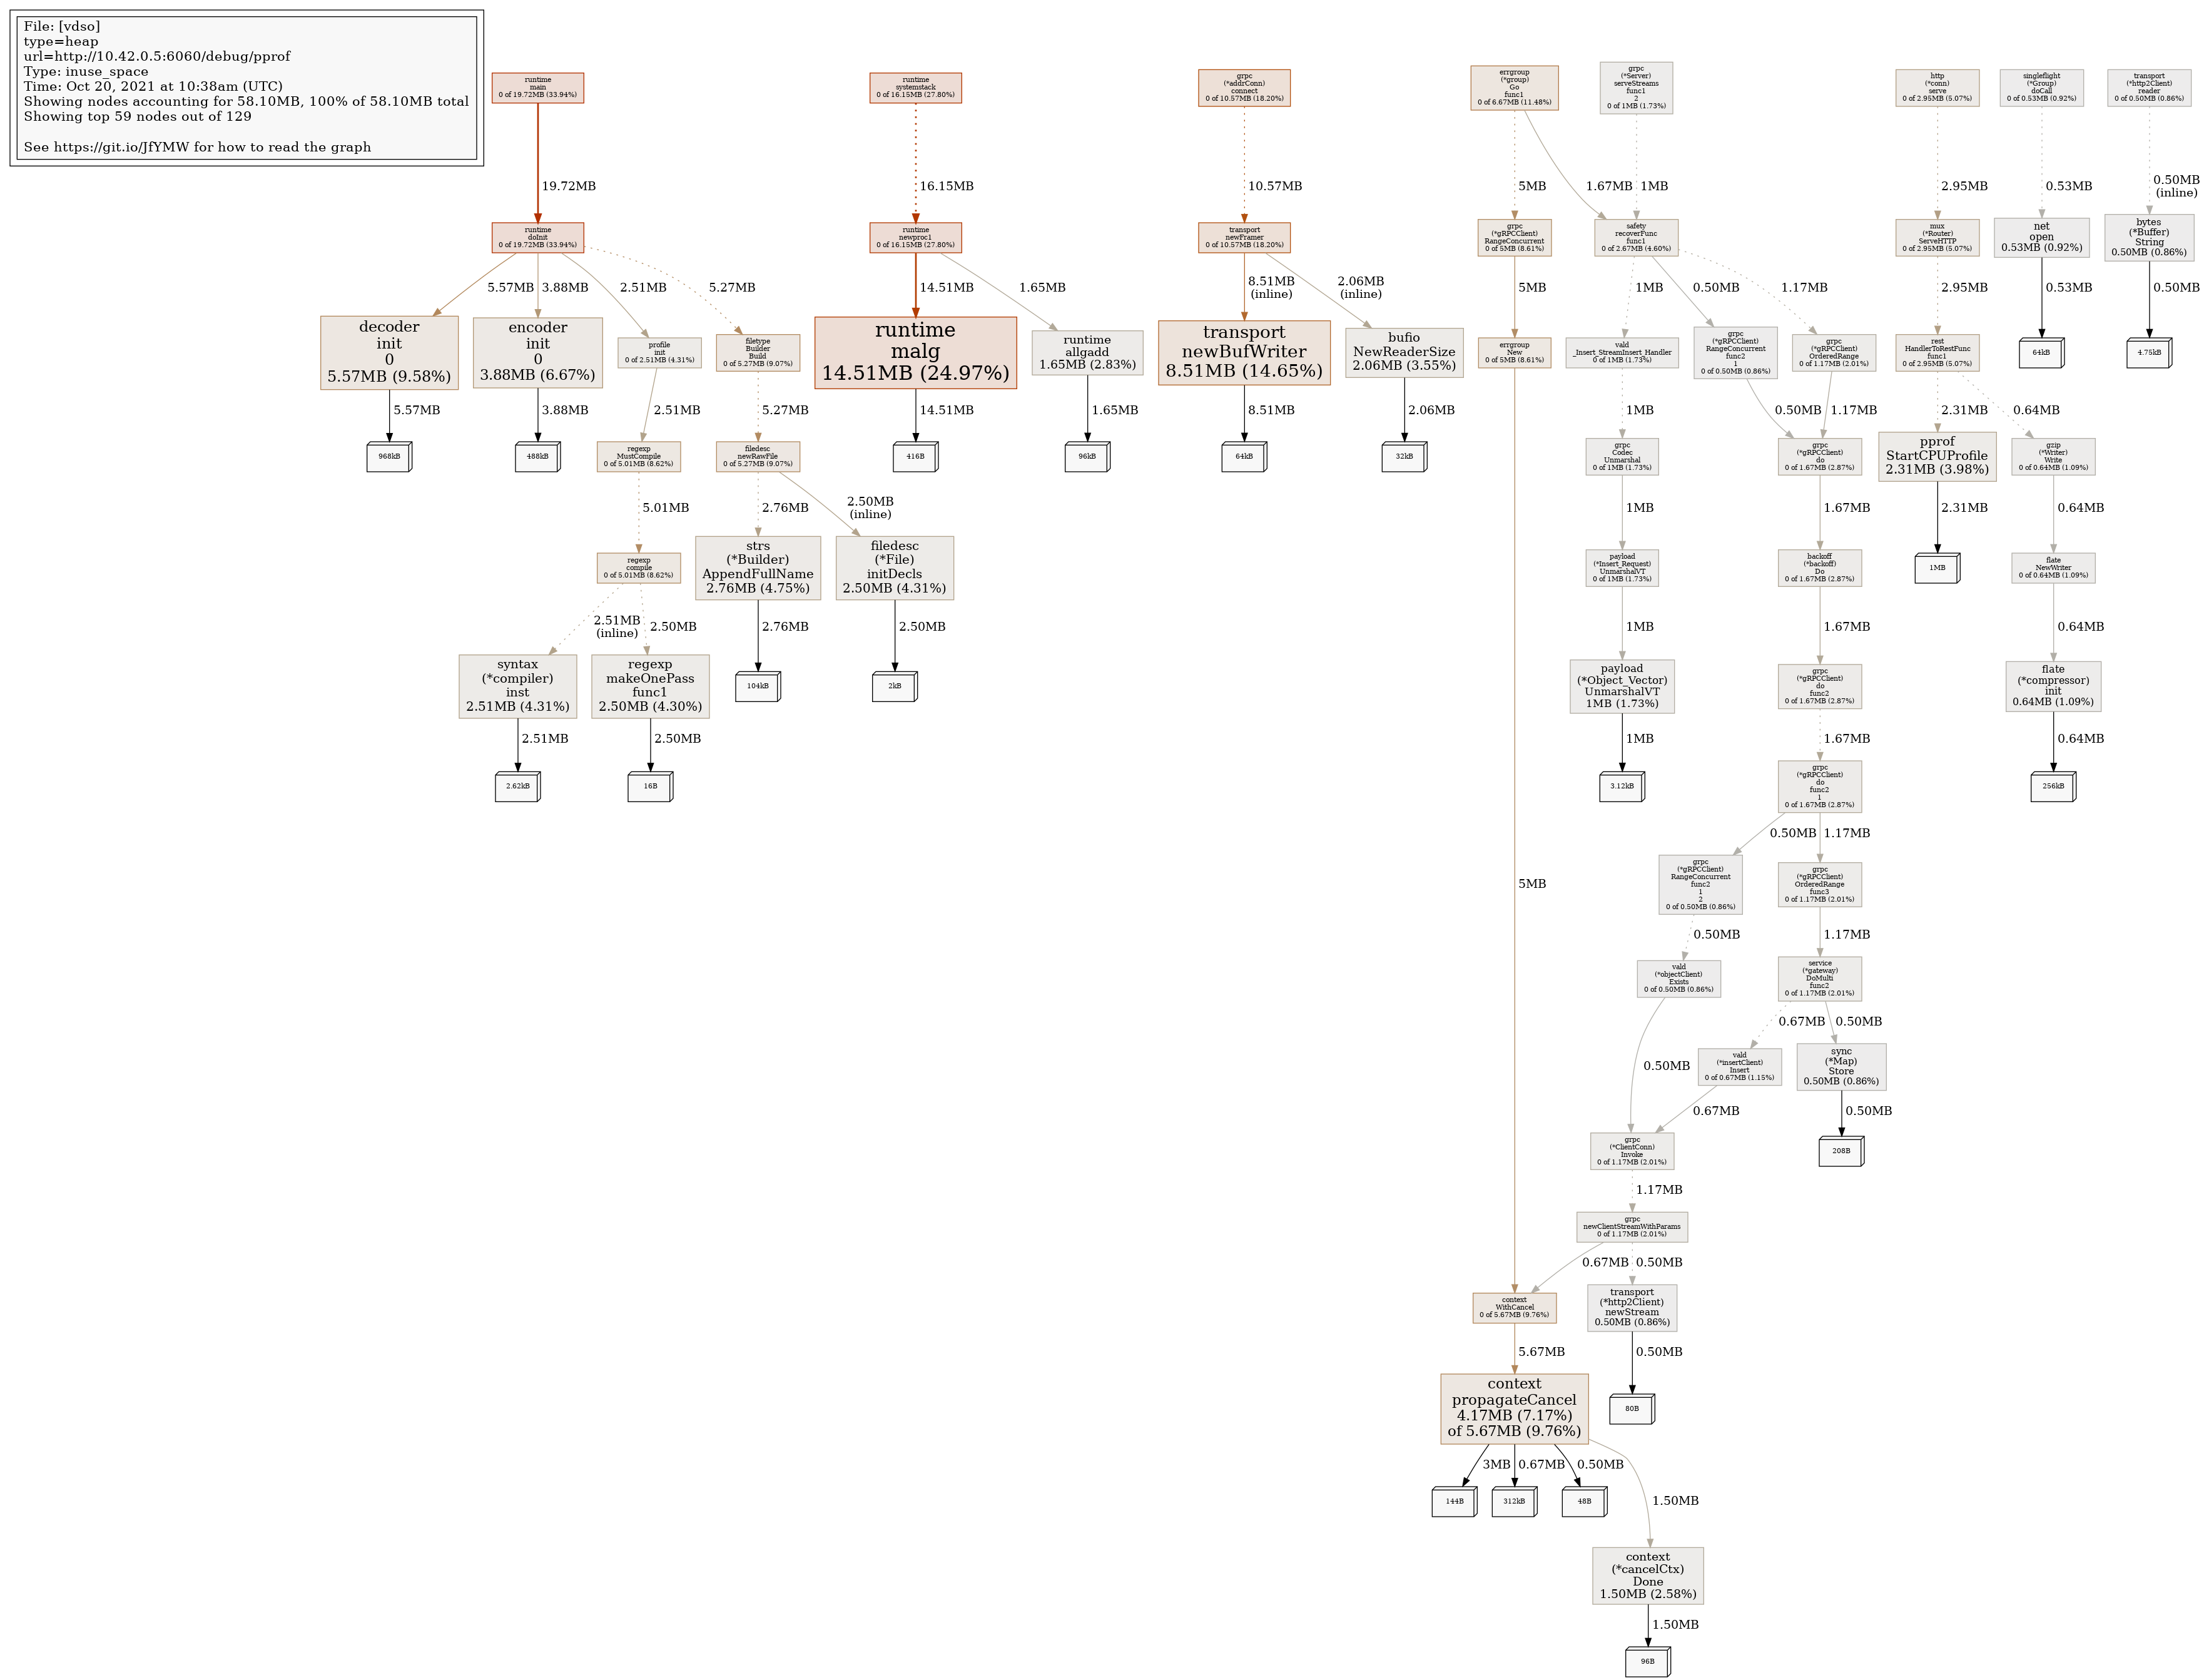 File: [vdso]
type=heap
url=http://10.42.0.5:6060/debug/pprof
Type: inuse_space
Time: Oct 20, 2021 at 10:38am (UTC)
Showing nodes accounting for 58.10MB, 100% of 58.10MB total
Showing top 59 nodes out of 129
See https://git.io/JfYMW for how to read the graph
runtime
main
0 of 19.72MB (33.94%)
19.72MB
runtime
doInit
0 of 19.72MB (33.94%)
5.57MB
3.88MB
2.51MB
5.27MB
decoder
init
0
5.57MB (9.58%)
5.57MB
968kB
encoder
init
0
3.88MB (6.67%)
3.88MB
488kB
profile
init
0 of 2.51MB (4.31%)
2.51MB
regexp
MustCompile
0 of 5.01MB (8.62%)
5.01MB
regexp
compile
0 of 5.01MB (8.62%)
2.51MB
(inline)
2.50MB
syntax
(*compiler)
inst
2.51MB (4.31%)
2.51MB
2.62kB
regexp
makeOnePass
func1
2.50MB (4.30%)
2.50MB
16B
filetype
Builder
Build
0 of 5.27MB (9.07%)
5.27MB
filedesc
newRawFile
0 of 5.27MB (9.07%)
2.76MB
2.50MB
(inline)
strs
(*Builder)
AppendFullName
2.76MB (4.75%)
2.76MB
104kB
filedesc
(*File)
initDecls
2.50MB (4.31%)
2.50MB
2kB
runtime
systemstack
0 of 16.15MB (27.80%)
16.15MB
runtime
newproc1
0 of 16.15MB (27.80%)
14.51MB
1.65MB
runtime
malg
14.51MB (24.97%)
14.51MB
416B
runtime
allgadd
1.65MB (2.83%)
1.65MB
96kB
grpc
(*addrConn)
connect
0 of 10.57MB (18.20%)
10.57MB
transport
newFramer
0 of 10.57MB (18.20%)
8.51MB
(inline)
2.06MB
(inline)
transport
newBufWriter
8.51MB (14.65%)
8.51MB
64kB
bufio
NewReaderSize
2.06MB (3.55%)
2.06MB
32kB
errgroup
(*group)
Go
func1
0 of 6.67MB (11.48%)
5MB
1.67MB
grpc
(*Server)
serveStreams
func1
2
0 of 1MB (1.73%)
1MB
grpc
(*gRPCClient)
RangeConcurrent
0 of 5MB (8.61%)
5MB
errgroup
New
0 of 5MB (8.61%)
5MB
safety
recoverFunc
func1
0 of 2.67MB (4.60%)
1MB
0.50MB
1.17MB
vald
_Insert_StreamInsert_Handler
0 of 1MB (1.73%)
1MB
grpc
Codec
Unmarshal
0 of 1MB (1.73%)
1MB
payload
(*Insert_Request)
UnmarshalVT
0 of 1MB (1.73%)
1MB
payload
(*Object_Vector)
UnmarshalVT
1MB (1.73%)
1MB
3.12kB
grpc
(*gRPCClient)
RangeConcurrent
func2
1
0 of 0.50MB (0.86%)
0.50MB
grpc
(*gRPCClient)
OrderedRange
0 of 1.17MB (2.01%)
1.17MB
grpc
(*gRPCClient)
do
0 of 1.67MB (2.87%)
1.67MB
backoff
(*backoff)
Do
0 of 1.67MB (2.87%)
1.67MB
grpc
(*gRPCClient)
do
func2
0 of 1.67MB (2.87%)
1.67MB
grpc
(*gRPCClient)
do
func2
1
0 of 1.67MB (2.87%)
0.50MB
1.17MB
grpc
(*gRPCClient)
RangeConcurrent
func2
1
2
0 of 0.50MB (0.86%)
0.50MB
vald
(*objectClient)
Exists
0 of 0.50MB (0.86%)
0.50MB
grpc
(*gRPCClient)
OrderedRange
func3
0 of 1.17MB (2.01%)
1.17MB
service
(*gateway)
DoMulti
func2
0 of 1.17MB (2.01%)
0.67MB
0.50MB
vald
(*insertClient)
Insert
0 of 0.67MB (1.15%)
0.67MB
sync
(*Map)
Store
0.50MB (0.86%)
0.50MB
208B
grpc
(*ClientConn)
Invoke
0 of 1.17MB (2.01%)
1.17MB
grpc
newClientStreamWithParams
0 of 1.17MB (2.01%)
0.67MB
0.50MB
context
WithCancel
0 of 5.67MB (9.76%)
5.67MB
transport
(*http2Client)
newStream
0.50MB (0.86%)
0.50MB
80B
context
propagateCancel
4.17MB (7.17%)
of 5.67MB (9.76%)
3MB
0.67MB
0.50MB
1.50MB
144B
312kB
48B
context
(*cancelCtx)
Done
1.50MB (2.58%)
1.50MB
96B
http
(*conn)
serve
0 of 2.95MB (5.07%)
2.95MB
mux
(*Router)
ServeHTTP
0 of 2.95MB (5.07%)
2.95MB
rest
HandlerToRestFunc
func1
0 of 2.95MB (5.07%)
2.31MB
0.64MB
pprof
StartCPUProfile
2.31MB (3.98%)
2.31MB
1MB
gzip
(*Writer)
Write
0 of 0.64MB (1.09%)
0.64MB
flate
NewWriter
0 of 0.64MB (1.09%)
0.64MB
flate
(*compressor)
init
0.64MB (1.09%)
0.64MB
256kB
singleflight
(*Group)
doCall
0 of 0.53MB (0.92%)
0.53MB
net
open
0.53MB (0.92%)
0.53MB
64kB
transport
(*http2Client)
reader
0 of 0.50MB (0.86%)
0.50MB
(inline)
bytes
(*Buffer)
String
0.50MB (0.86%)
0.50MB
4.75kB